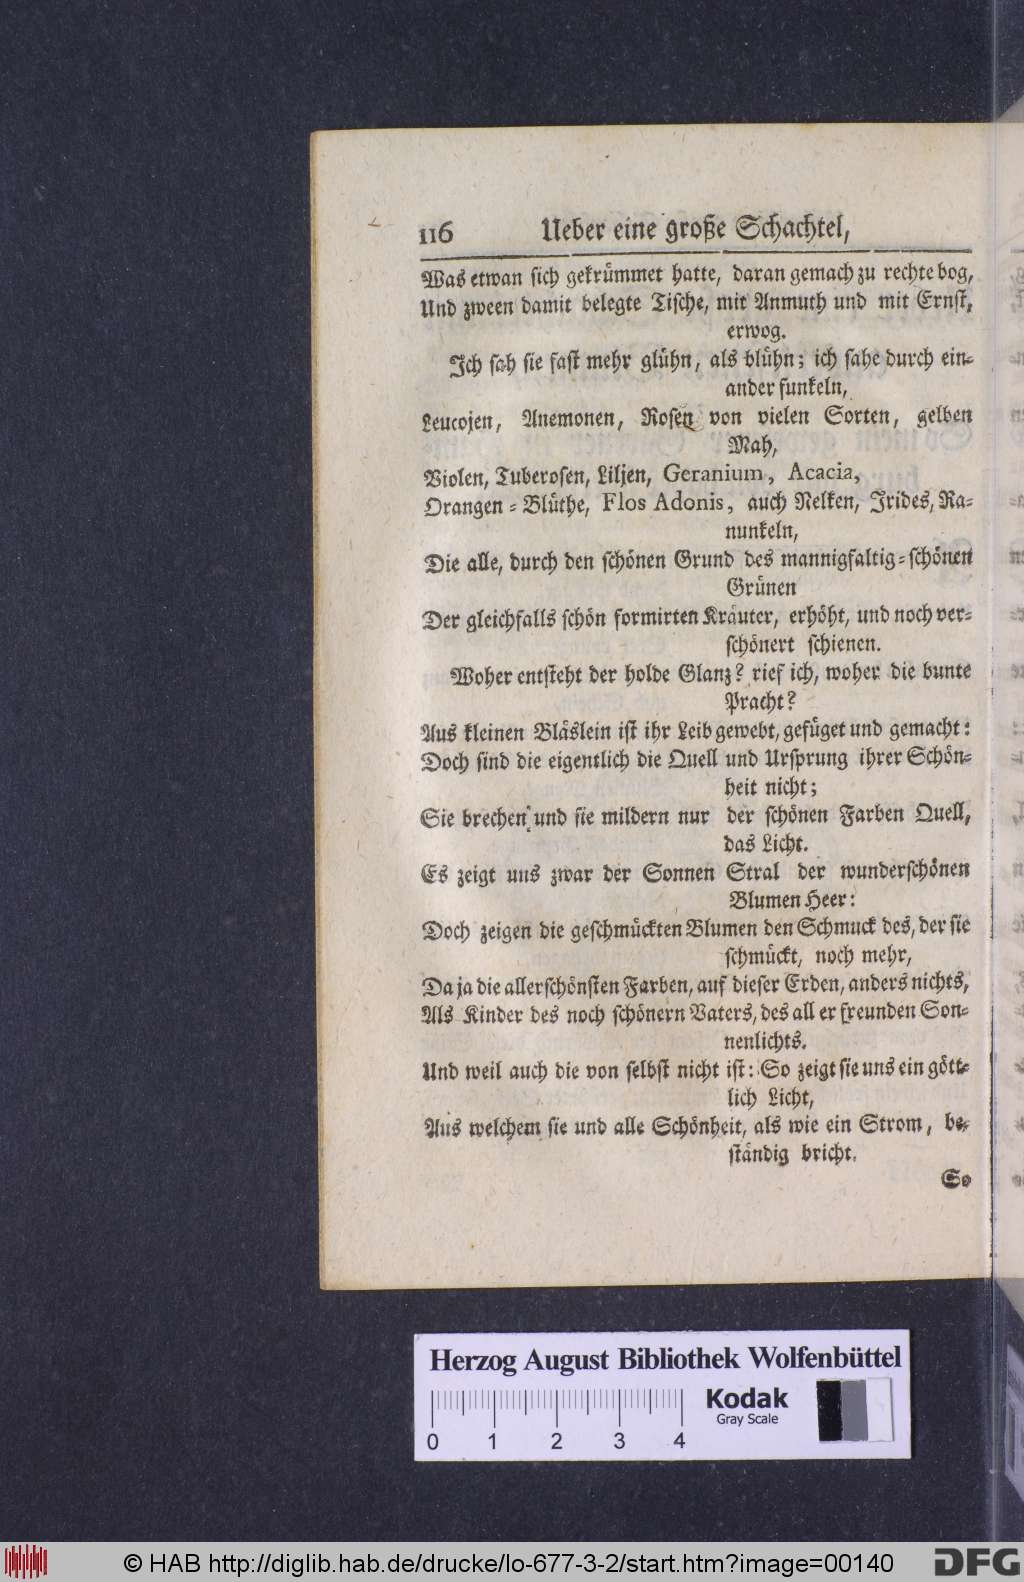 116 Ueber eine große Schachtel,
Was etwan sich gekrümmet hatte, daran gemach zu rechte bog,
Und zween damit belegte Tische, mit Anmuth und mit Ernst,
erwog.
Ich sah sie fast mehr glühn, als blühn; ich sahe durch ein-
ander funkeln,
Leucojen, Anemonen, Rosen von vielen Sorten, gelben
Mah,
Violen, Tuberosen, Liljen, Geranium, Acacia,
Orangen-Blüthe, Flos Adonis, auch Nelken, Irides, Ra-
nunkeln,
Die alle, durch den schönen Grund des mannigfaltig-schönen
Grünen
Der gleichfalls schön formirten Kräuter, erhöht, und noch ver-
schönert schienen.
Woher entsteht der holde Glanz? rief ich, woher die bunte
Pracht?
Aus kleinen Bläslein ist ihr Leib gewebt, gefüget und gemacht:
Doch sind die eigentlich die Quell und Ursprung ihrer Schön-
heit nicht;
Sie brechen und sie mildern nur der schönen Farben Quell,
das Licht.
Es zeigt uns zwar der Sonnen Stral der wunderschönen
Blumen Heer:
Doch zeigen die geschmückten Blumen den Schmuck des, der sie
schmückt, noch mehr,
Da ja die allerschönsten Farben, auf dieser Erden, anders nichts,
Als Kinder des noch schönern Vaters, des all er freunden Son-
nenlichts.
Und weil auch die von selbst nicht ist: So zeigt sie uns ein gött-
lich Licht,
Aus welchem sie und alle Schönheit, als wie ein Strom, be-
ständig bricht.
So
Herzog August Bibliothek Wolfenbüttel
Kodak
Gray Scale
0 1 2 3 4
© HAB http://diglib.hab.de/drucke/lo-677-3-2/start.htm?image=00140
DFG